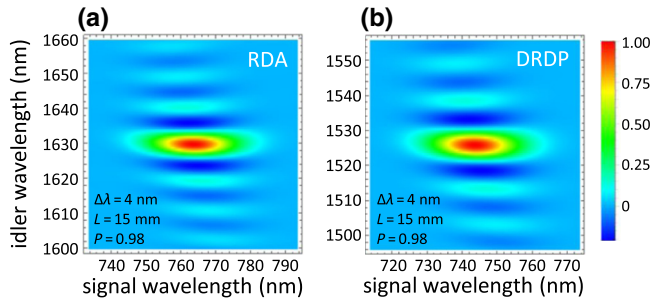 (a)
(b)
RDA
DRDP
idler wavelength (nm)
1660
1650
1640
1630
1620
1610
1600
Δλ = 4 nm
L = 15 mm
P = 0.98
740 750 760 770 780 790
signal wavelength (nm)
1550
1540
1530
1520
1510
1500
Δλ = 4 nm
L = 15 mm
P = 0.98
720 730 740 750 760 770
signal wavelength (nm)
1.00
0.75
0.50
0.25
0